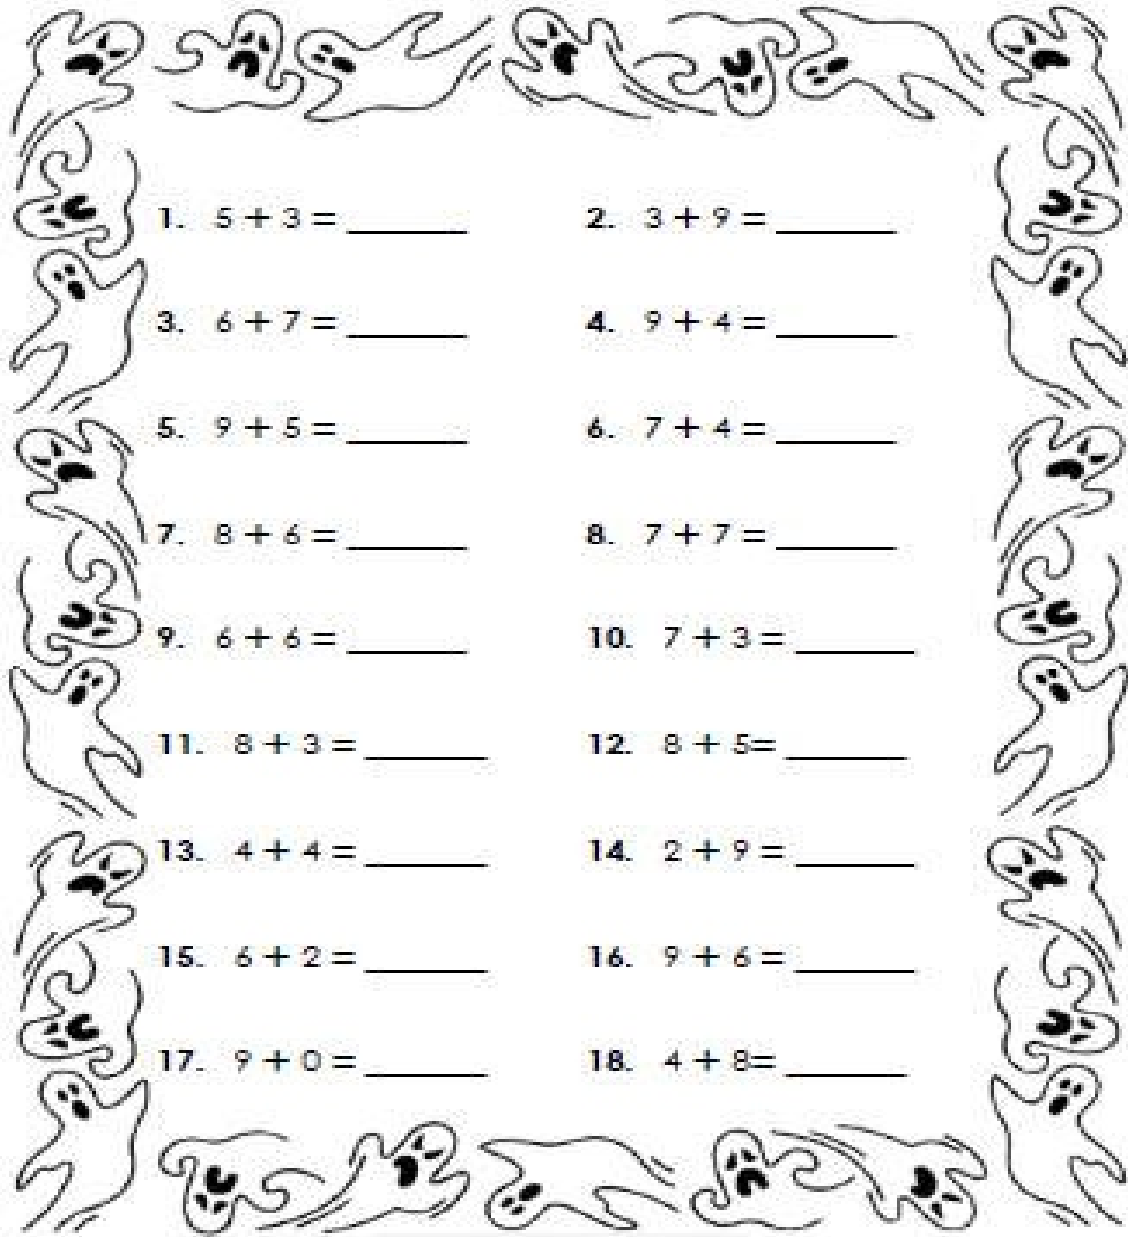 1. 5 + 3 = ______ 2. 3 + 9 = ______
3. 6 + 7 = ______ 4. 9 + 4 = ______
5. 9 + 5 = ______ 6. 7 + 4 = ______
7. 8 + 6 = ______ 8. 7 + 7 = ______
9. 6 + 6 = ______ 10. 7 + 3 = ______
11. 8 + 3 = ______ 12. 8 + 5= ______
13. 4 + 4 = ______ 14. 2 + 9 = ______
15. 6 + 2 = ______ 16. 9 + 6 = ______
17. 9 + 0 = ______ 18. 4 + 8= ______